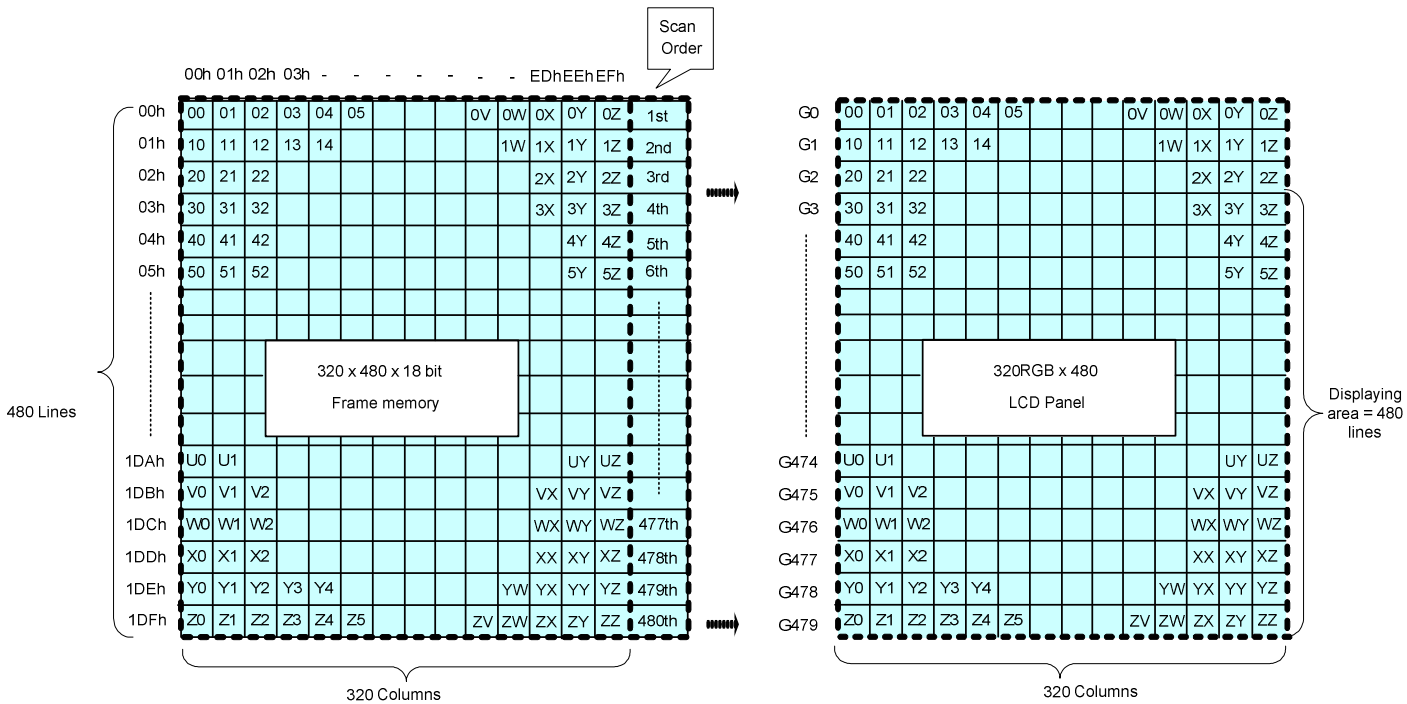 Scan
Order
00h 01h 02h 03h - - - - - - - EDh EEh EFh
00h 00 01 02 03 04 05 0V 0W 0X 0Y 0Z 1st G0 00 01 02 03 04 05 0V 0W 0X 0Y 0Z
01h 10 11 12 13 14 1W 1X 1Y 1Z 2nd G1 10 11 12 13 14 1W 1X 1Y 1Z
02h 20 21 22 2X 2Y 2Z 3rd G2 20 21 22 2X 2Y 2Z
03h 30 31 32 3X 3Y 3Z 4th G3 30 31 32 3X 3Y 3Z
04h 40 41 42 4Y 4Z 5th 40 41 42 4Y 4Z
05h 50 51 52 5Y 5Z 6th 50 51 52 5Y 5Z
320 x 480 x 18 bit
Frame memory
320RGB x 480
LCD Panel
480 Lines
Displaying
area = 480
lines
1DAh U0 U1 UY UZ G474 U0 U1 UY UZ
1DBh V0 V1 V2 VX VY VZ G475 V0 V1 V2 VX VY VZ
1DCh W0 W1 W2 WX WY WZ 477th G476 W0 W1 W2 WX WY WZ
1DDh X0 X1 X2 XX XY XZ 478th G477 X0 X1 X2 XX XY XZ
1DEh Y0 Y1 Y2 Y3 Y4 YW YX YY YZ 479th G478 Y0 Y1 Y2 Y3 Y4 YW YX YY YZ
1DFh Z0 Z1 Z2 Z3 Z4 Z5 ZV ZW ZX ZY ZZ 480th G479 Z0 Z1 Z2 Z3 Z4 Z5 ZV ZW ZX ZY ZZ
320 Columns
320 Columns